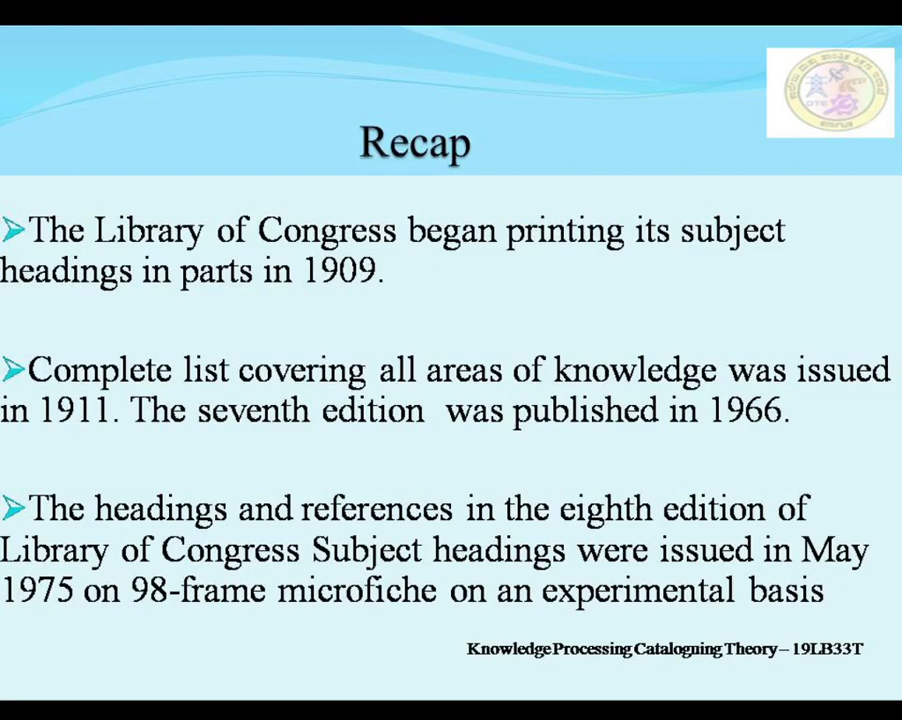 Recap
The Library of Congress began printing its subject
headings in parts in 1909.
Complete list covering all areas of knowledge was issued
in 1911. The seventh edition was published in 1966.
The headings and references in the eighth edition of
Library of Congress Subject headings were issued in May
1975 on 98-frame microfiche on an experimental basis
Knowledge Processing Cataloguing Theory – 19LB33T
DTE